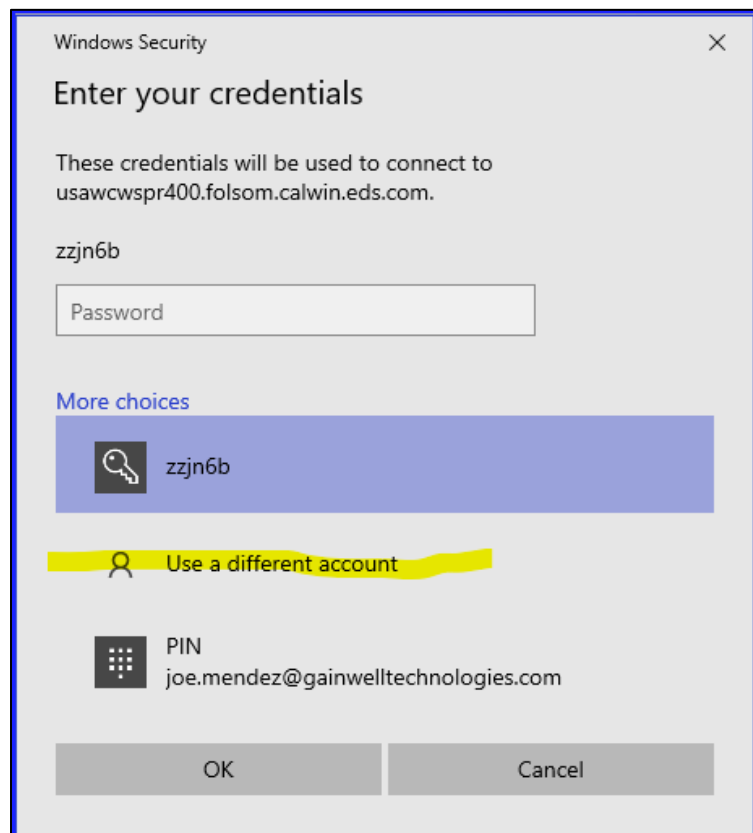 Windows Security
Enter your credentials
These credentials will be used to connect to
usawcwspr400.folsom.calwin.eds.com.
zzjn6b
Password
More choices
zzjn6b
Use a different account
PIN
joe.mendez@gainwelltechnologies.com
OK
Cancel